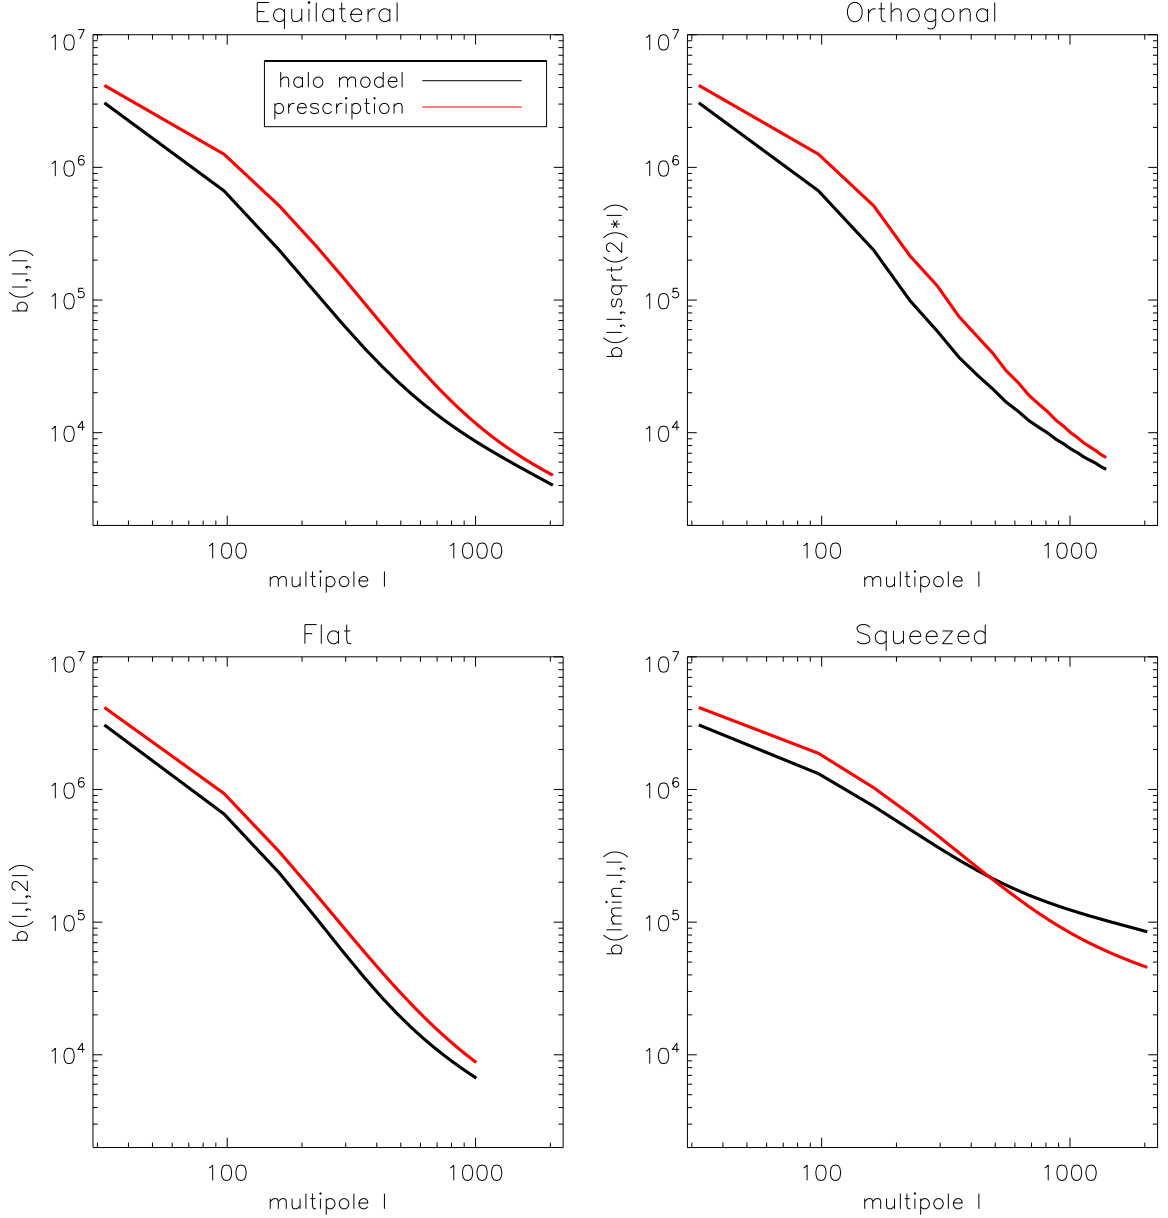 Equilateral
10^7
10^6
10^5
10^4
b(l,l,l)
halo model
prescription
100
1000
multipole l
Orthogonal
10^7
10^6
10^5
10^4
b(l,l,sqrt(2)*l)
100
1000
multipole l
Flat
10^7
10^6
10^5
10^4
b(l,l,2l)
100
1000
multipole l
Squeezed
10^7
10^6
10^5
10^4
b(lmin,l,l)
100
1000
multipole l